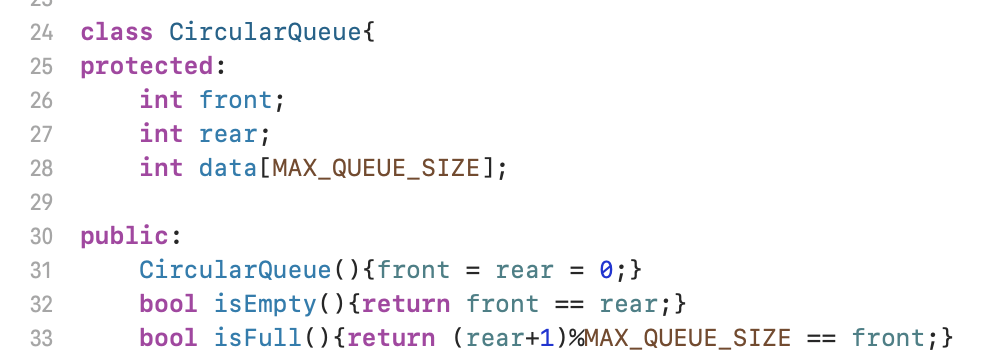 23
24 class CircularQueue{
25 protected:
26     int front;
27     int rear;
28     int data[MAX_QUEUE_SIZE];
29
30 public:
31     CircularQueue(){front = rear = 0;}
32     bool isEmpty(){return front == rear;}
33     bool isFull(){return (rear+1)%MAX_QUEUE_SIZE == front;}